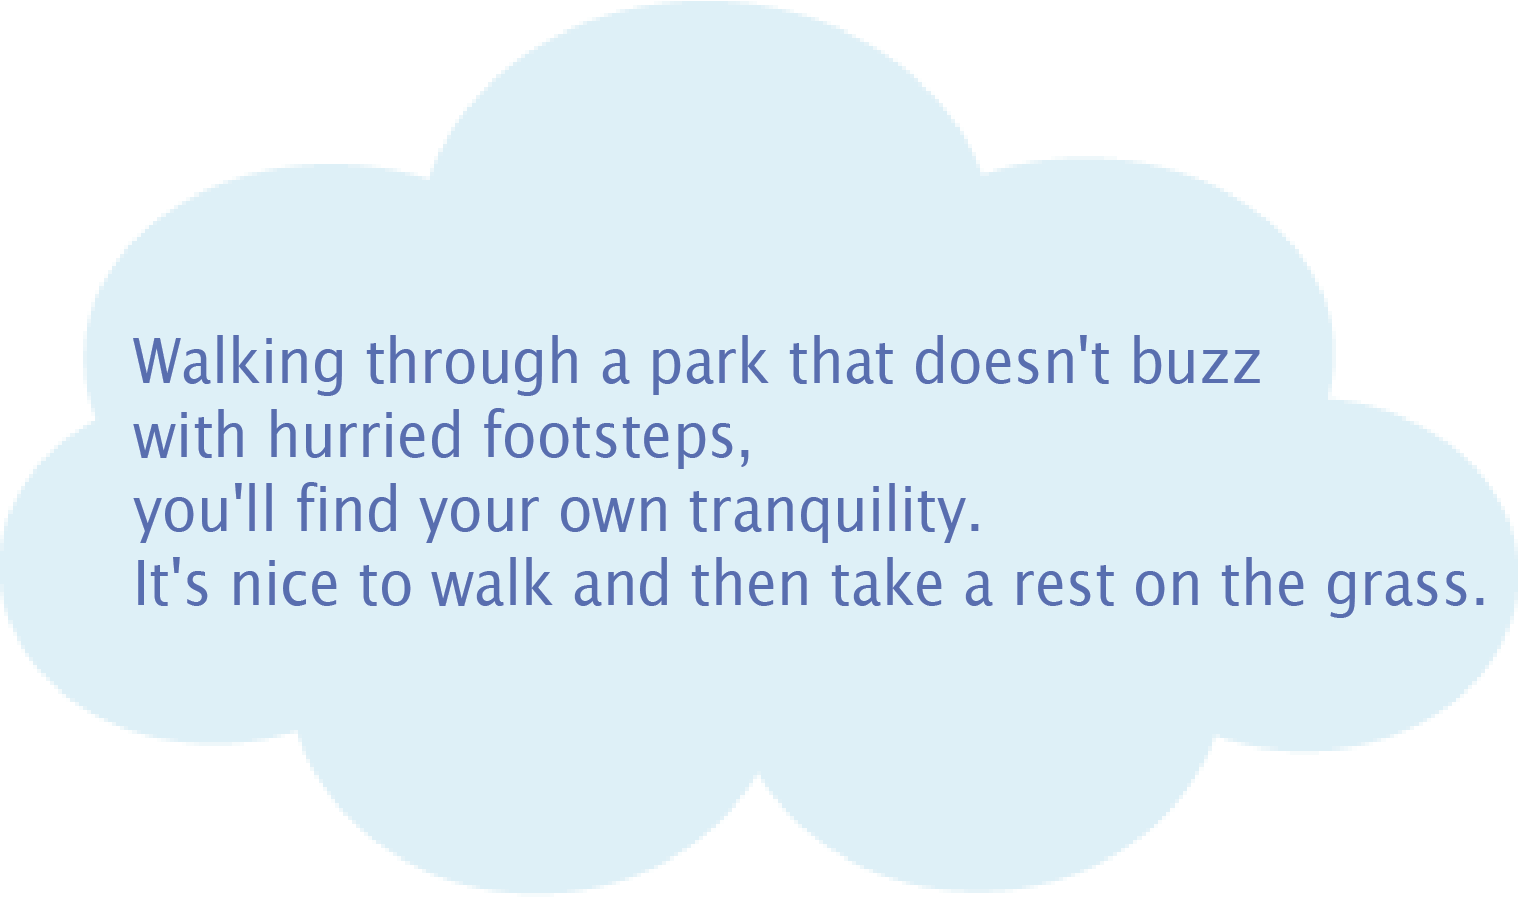 Walking through a park that doesn't buzz
with hurried footsteps,
you'll find your own tranquility.
It's nice to walk and then take a rest on the grass.